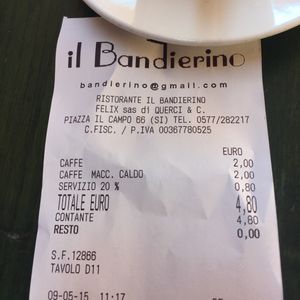 il Bandierino
bandierino@gmail.com
RISTORANTE IL BANDIERINO
FELIX sas di QUERCI & C.
PIAZZA IL CAMPO 66 (SI) TEL. 0577/282217
C.FISC. / P.IVA 00367780525
EURO
CAFFE 2,00
CAFFE MACC. CALDO 2,00
SERVIZIO 20 % 0,80
TOTALE EURO 4,80
CONTANTE 4,80
RESTO 0,00
S.F.12866
TAVOLO D11
09-05-15 11:17